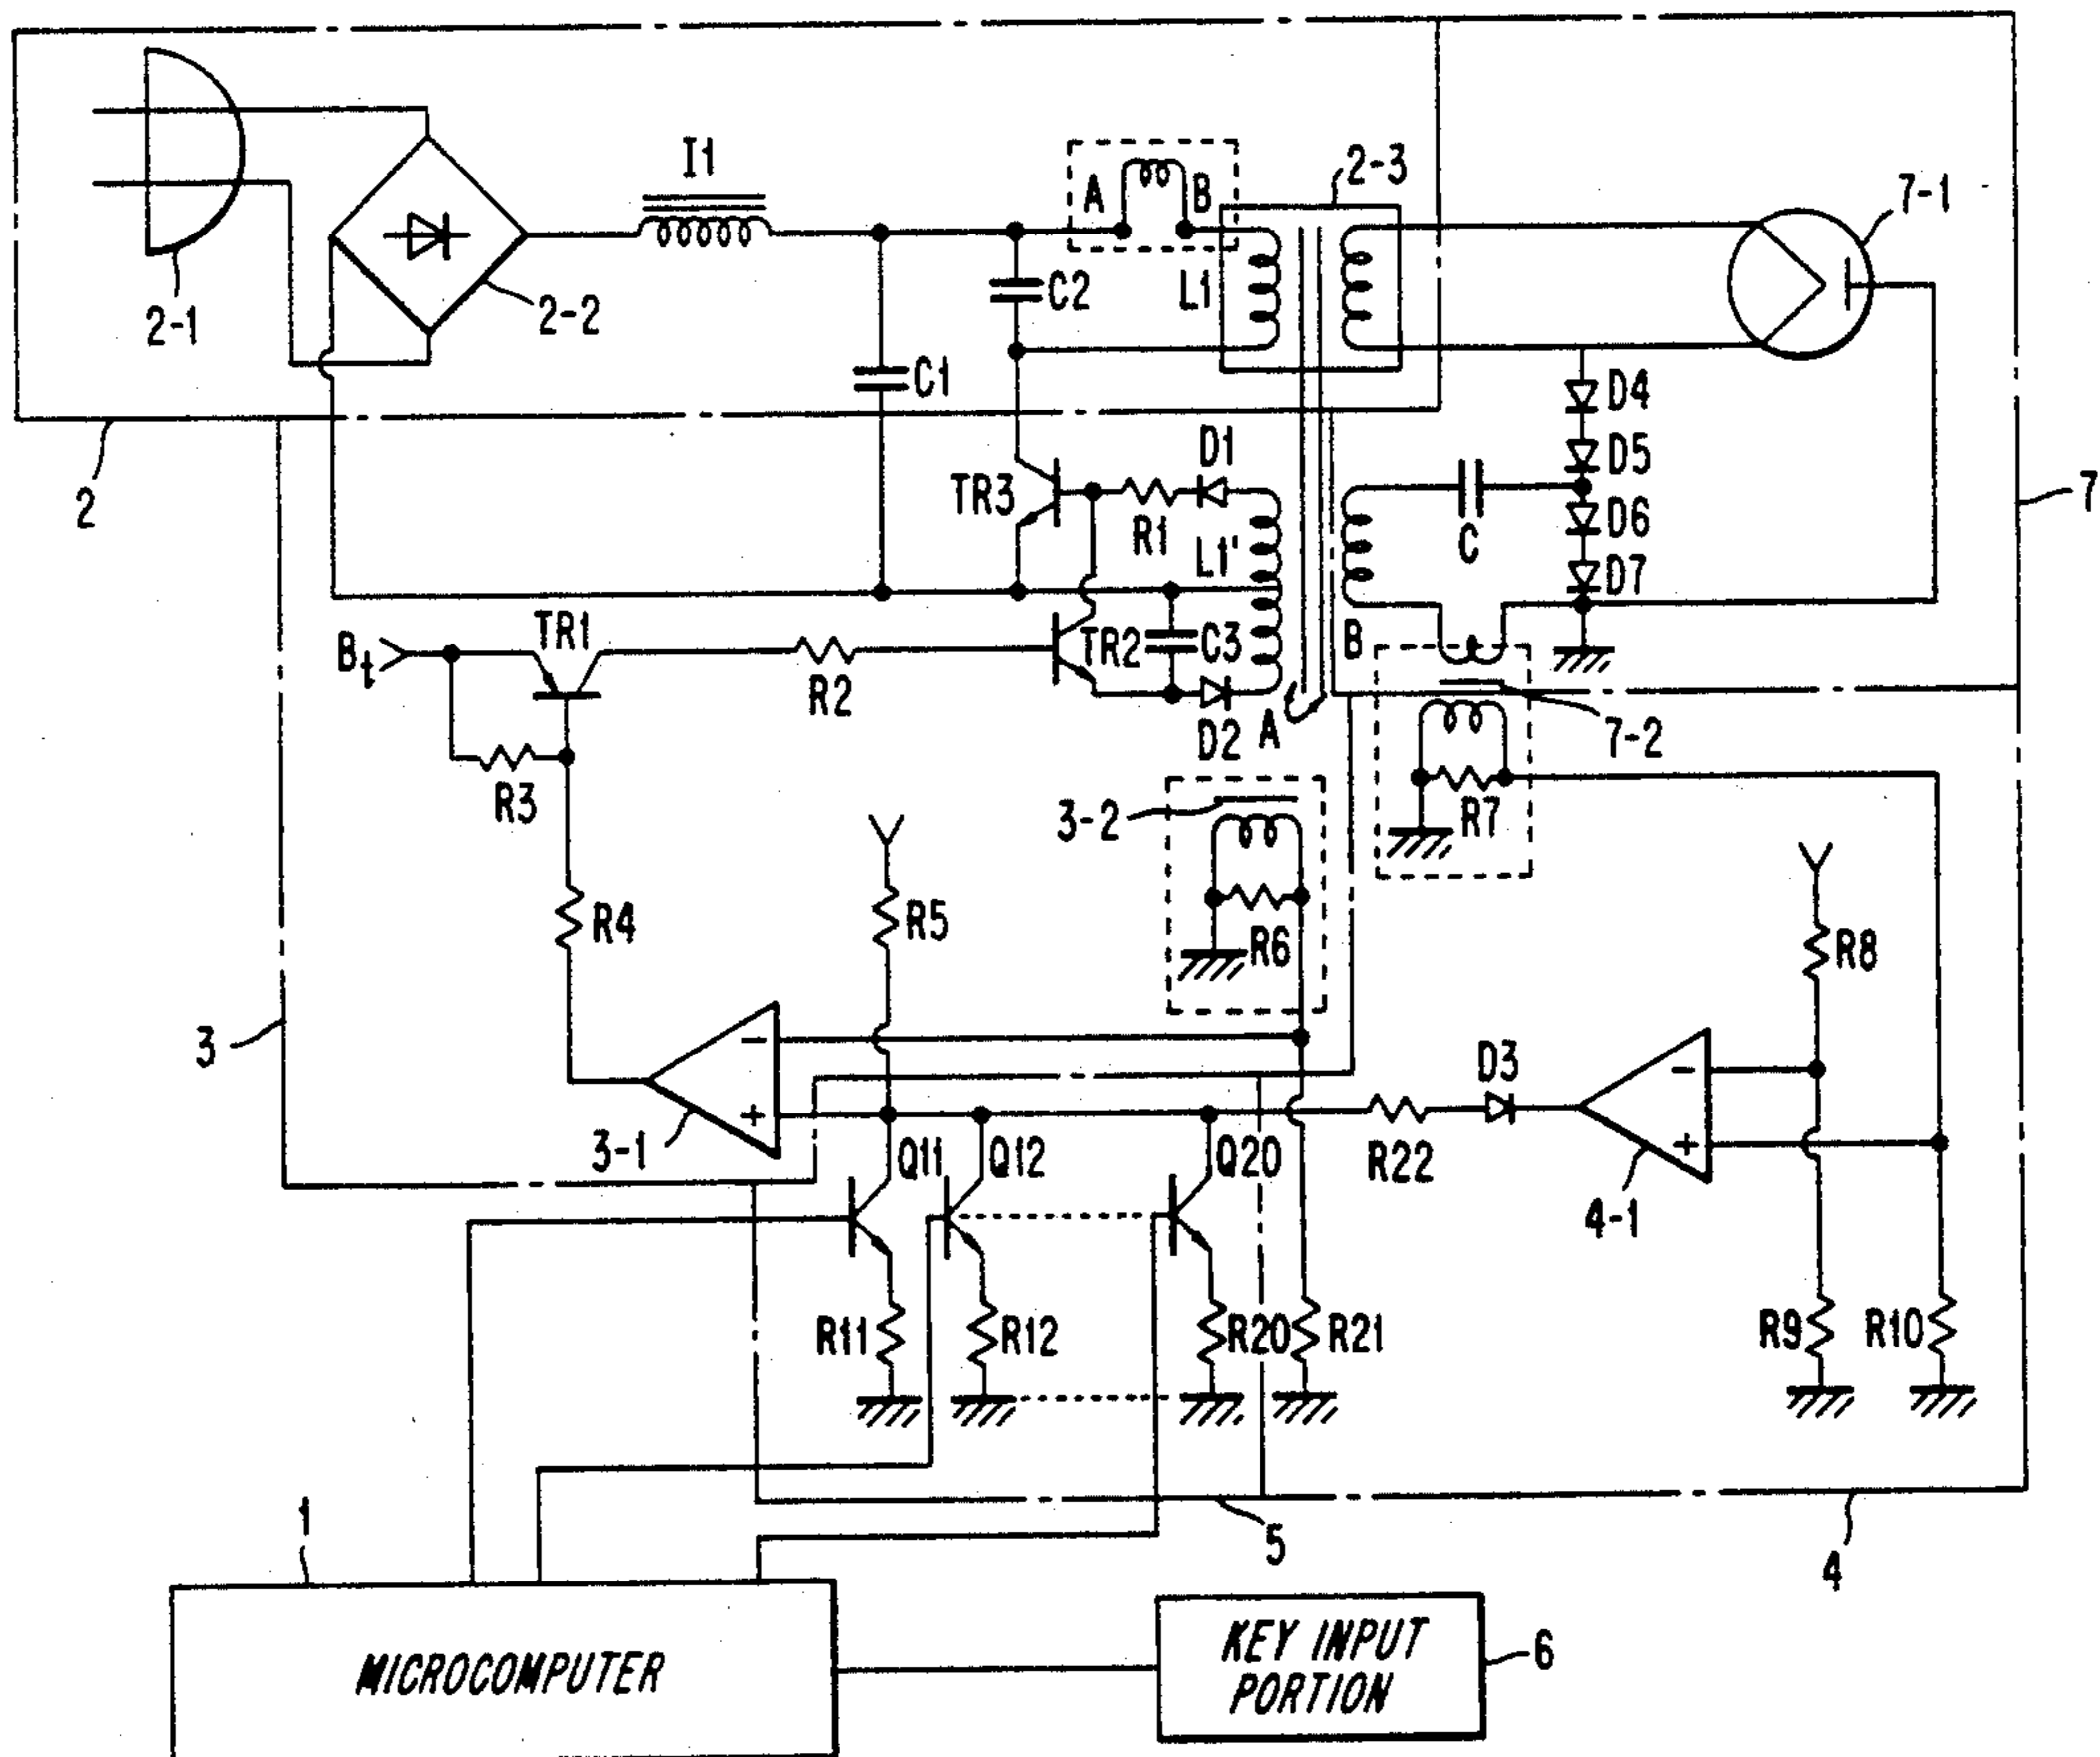 I1
A
B
2-3
7-1
2-1
2-2
C2
L1
C1
D4
D1
D5
2
TR3
R1
L1'
C
D6
7
D7
Bt
TR1
R2
TR2
C3
B
D2
A
7-2
R3
3-2
R7
R4
R5
R6
R8
3
-
+
3-1
D3
-
+
4-1
Q11
Q12
Q20
R22
R11
R12
R20
R21
R9
R10
1
5
4
MICROCOMPUTER
KEY INPUT
PORTION
6